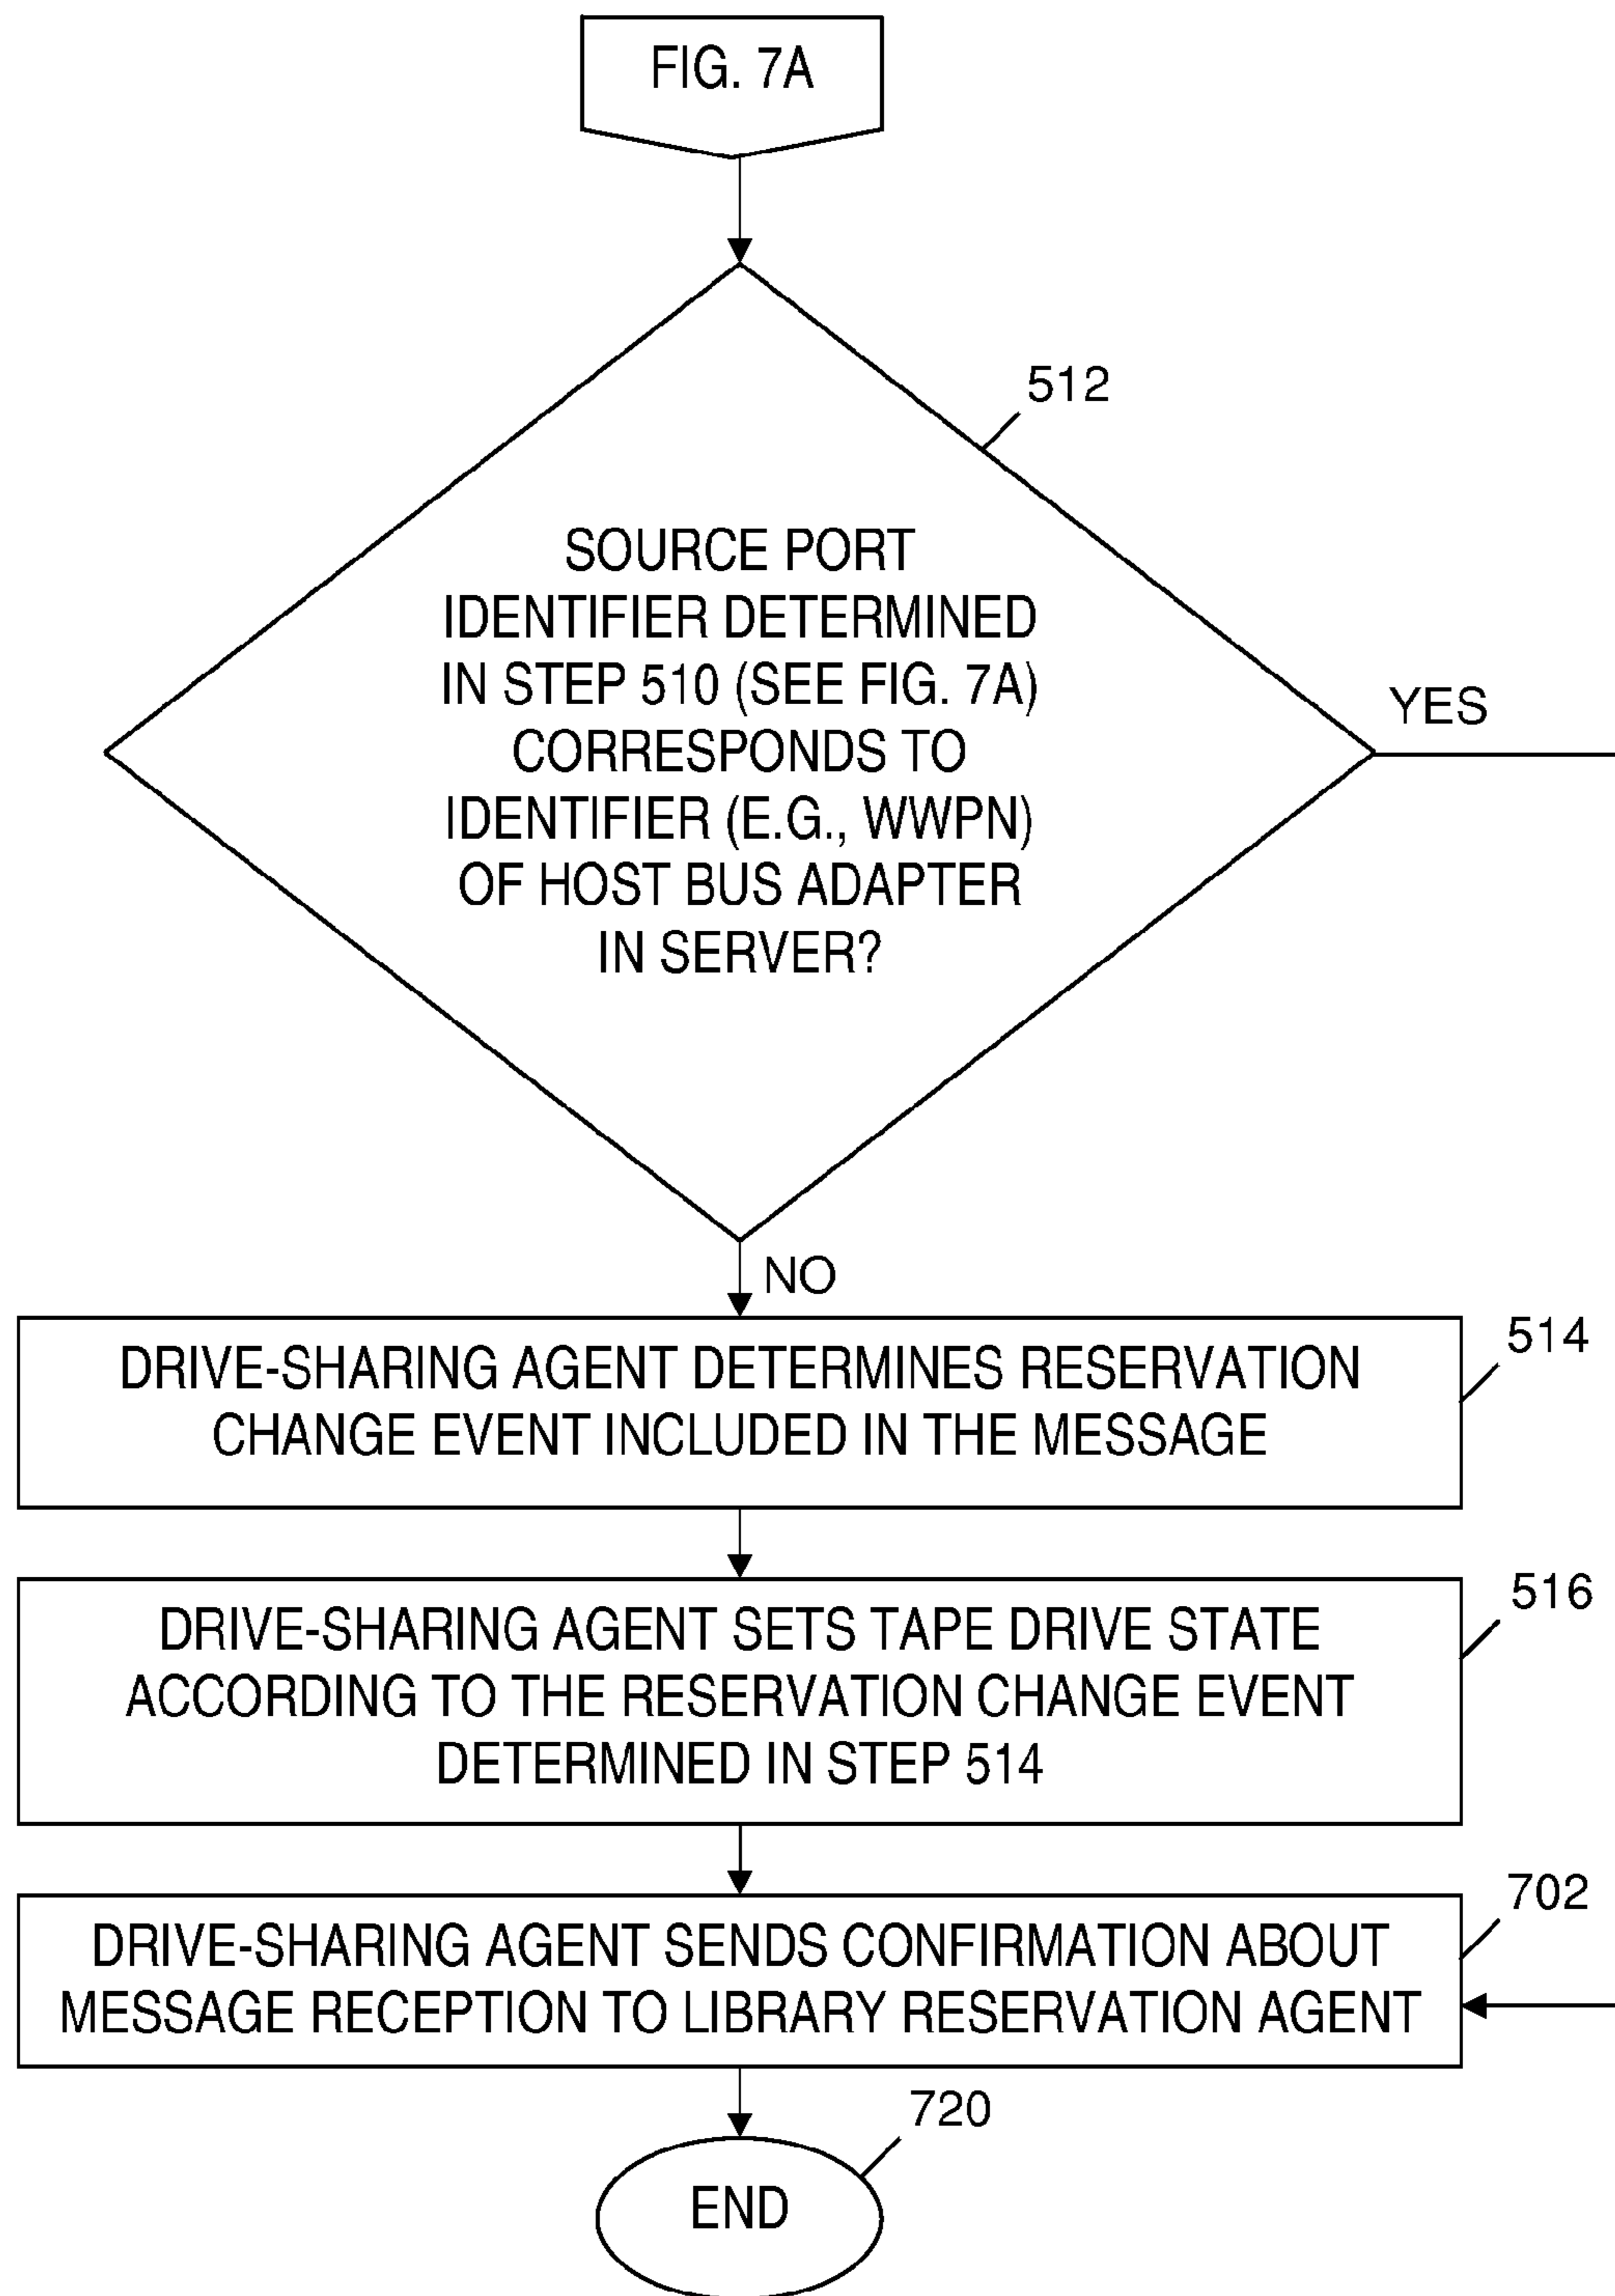 FIG. 7A
512
SOURCE PORT
IDENTIFIER DETERMINED
IN STEP 510 (SEE FIG. 7A)
CORRESPONDS TO
IDENTIFIER (E.G., WWPN)
OF HOST BUS ADAPTER
IN SERVER?
YES
NO
514
DRIVE-SHARING AGENT DETERMINES RESERVATION
CHANGE EVENT INCLUDED IN THE MESSAGE
516
DRIVE-SHARING AGENT SETS TAPE DRIVE STATE
ACCORDING TO THE RESERVATION CHANGE EVENT
DETERMINED IN STEP 514
702
DRIVE-SHARING AGENT SENDS CONFIRMATION ABOUT
MESSAGE RECEPTION TO LIBRARY RESERVATION AGENT
720
END